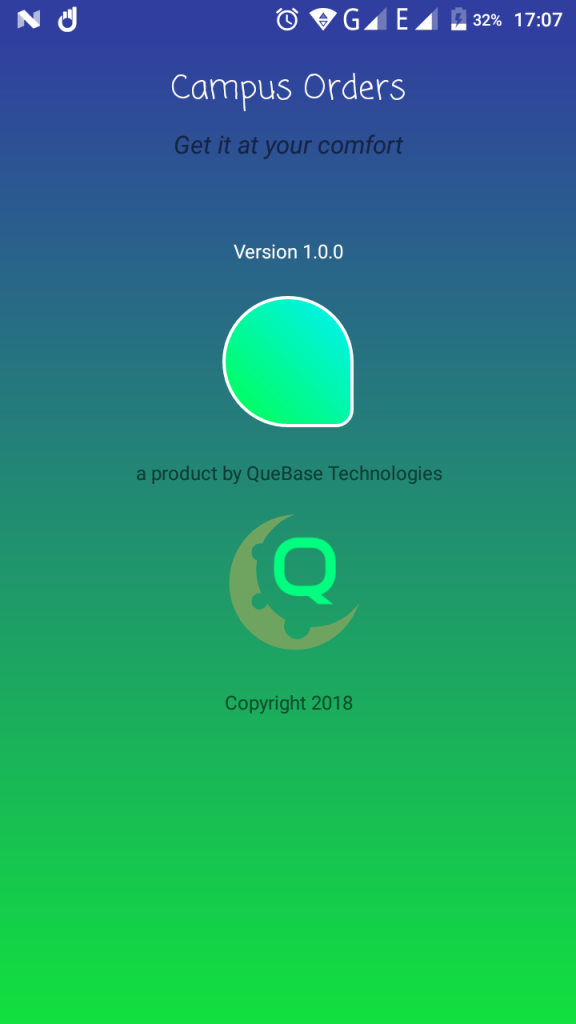 G E 32% 17:07
Campus Orders
Get it at your comfort
Version 1.0.0
a product by QueBase Technologies
Q
Copyright 2018